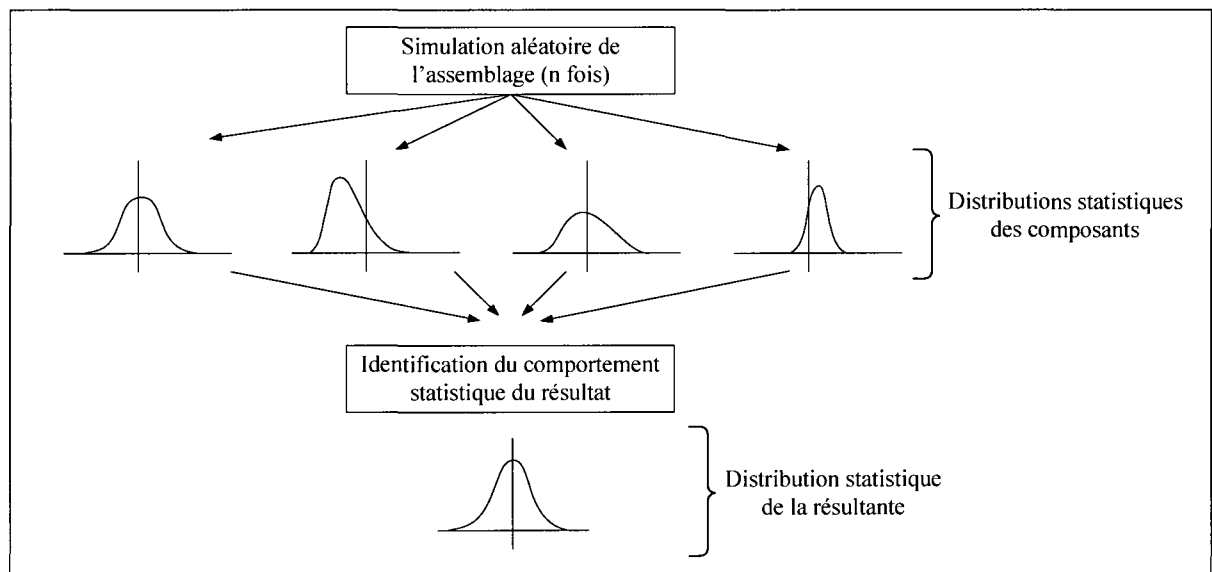 Simulation aléatoire de
l'assemblage (n fois)
Distributions statistiques
des composants
Identification du comportement
statistique du résultat
Distribution statistique
de la résultante